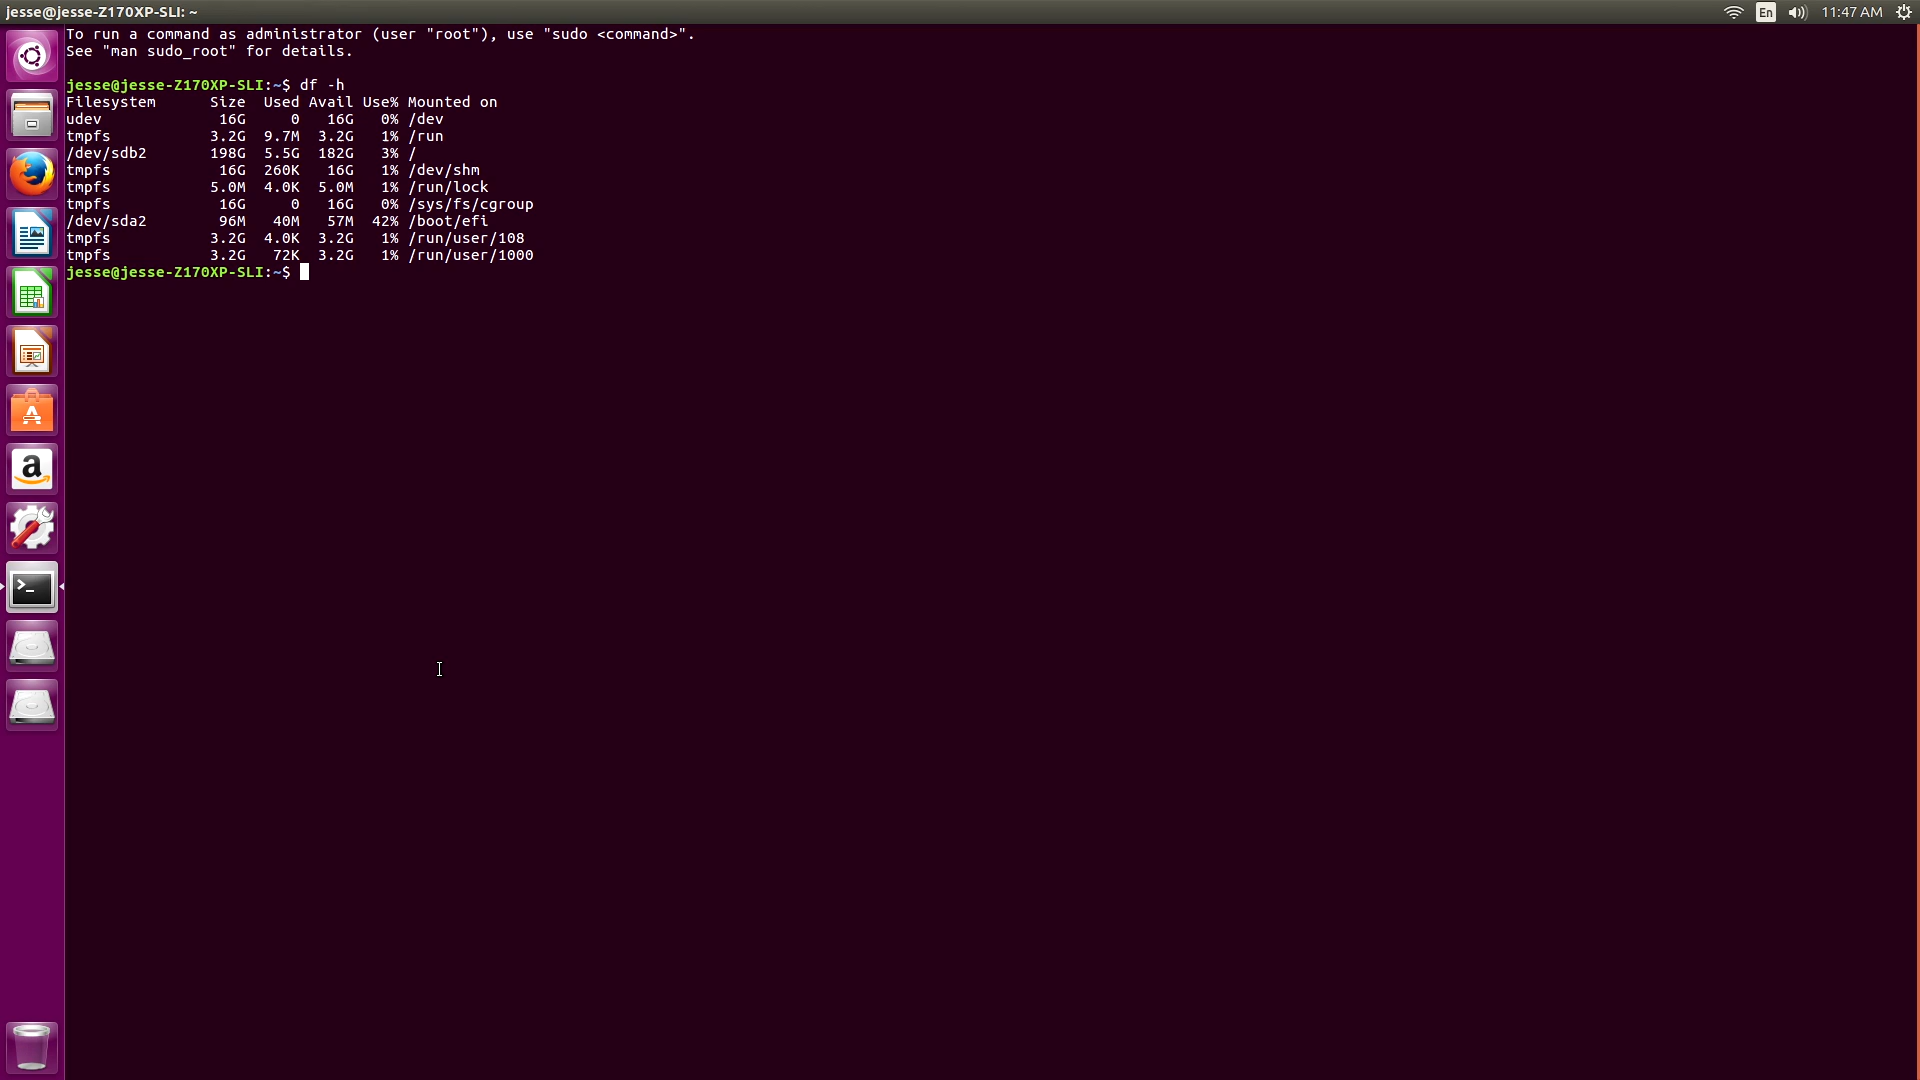 jesse@jesse-Z170XP-SLI: ~
En
11:47 AM
To run a command as administrator (user "root"), use "sudo <command>".
See "man sudo_root" for details.
jesse@jesse-Z170XP-SLI:~$ df -h
Filesystem      Size  Used Avail Use% Mounted on
udev             16G     0   16G   0% /dev
tmpfs           3.2G  9.7M  3.2G   1% /run
/dev/sdb2       198G  5.5G  182G   3% /
tmpfs            16G  260K   16G   1% /dev/shm
tmpfs           5.0M  4.0K  5.0M   1% /run/lock
tmpfs            16G     0   16G   0% /sys/fs/cgroup
/dev/sda2        96M   40M   57M  42% /boot/efi
tmpfs           3.2G  4.0K  3.2G   1% /run/user/108
tmpfs           3.2G   72K  3.2G   1% /run/user/1000
jesse@jesse-Z170XP-SLI:~$